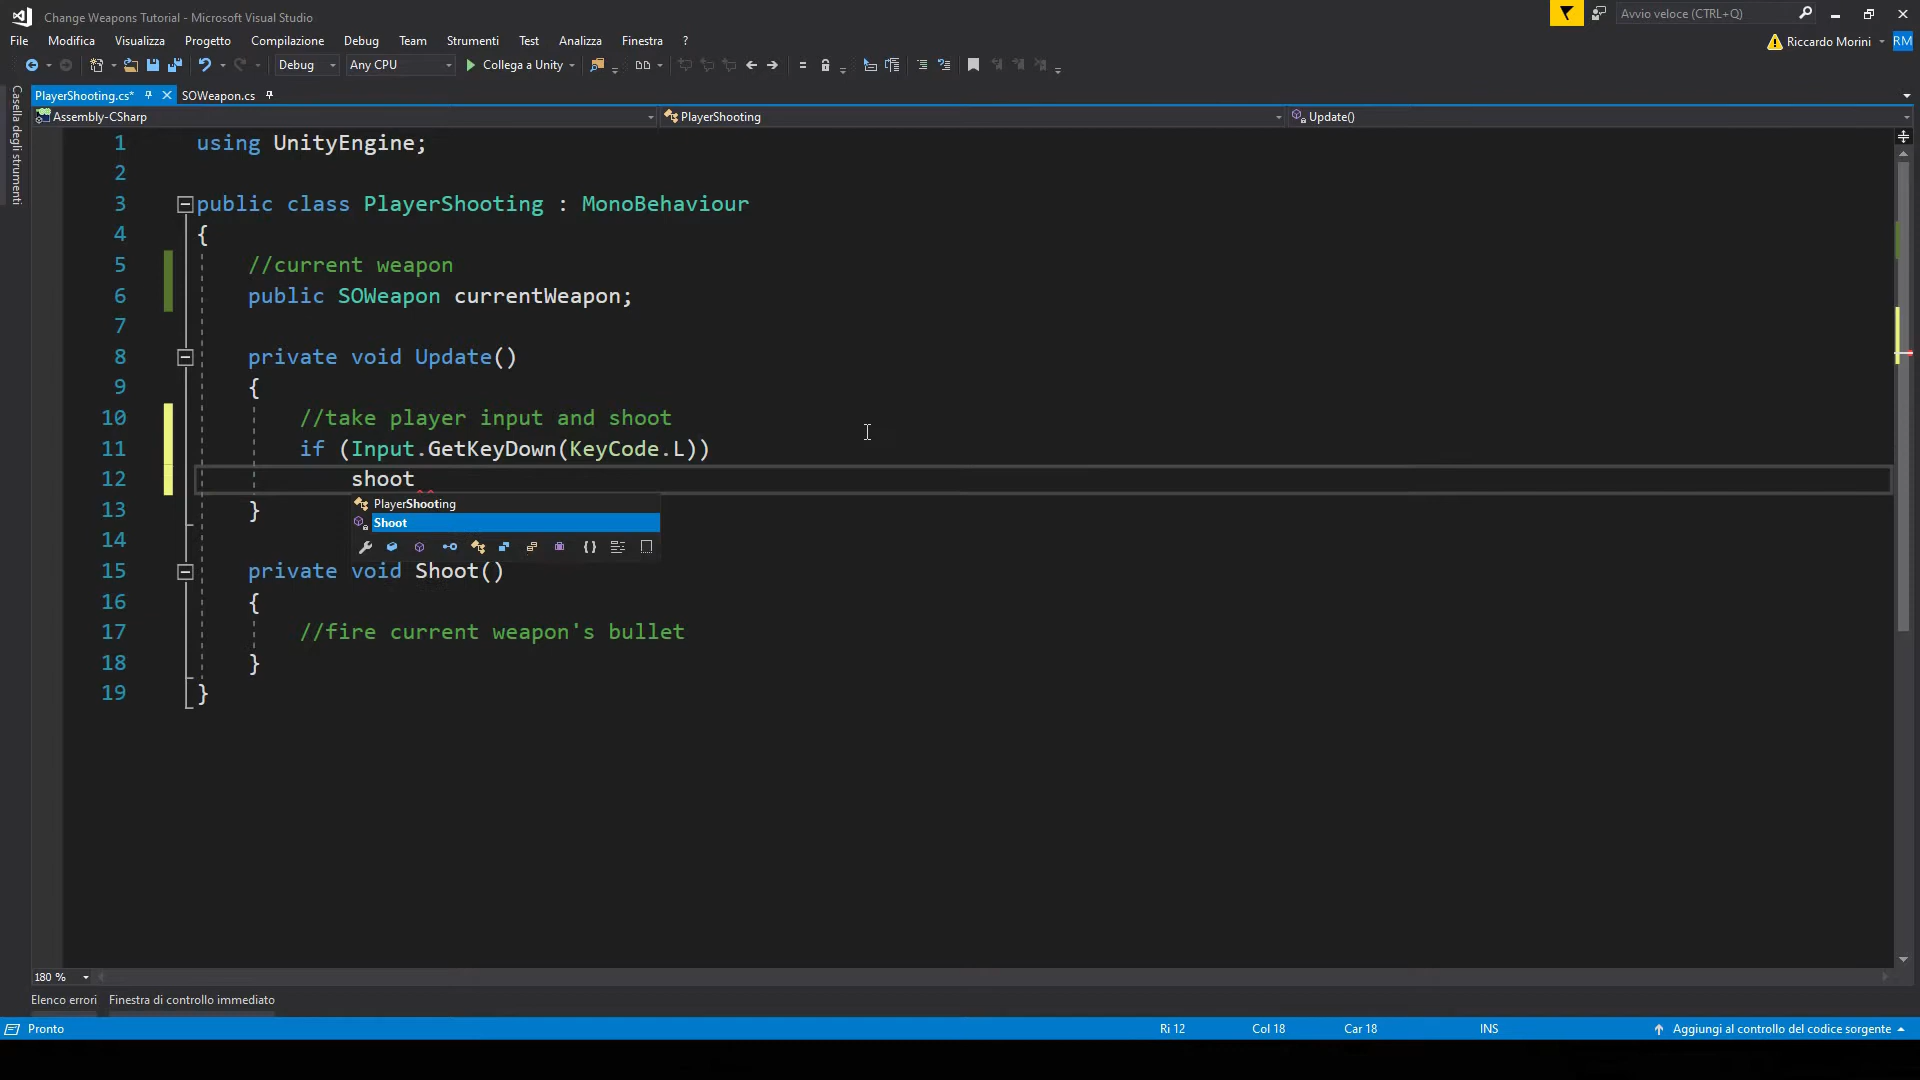 Change Weapons Tutorial - Microsoft Visual Studio
Avvio veloce (CTRL+Q)
File Modifica Visualizza Progetto Compilazione Debug Team Strumenti Test Analizza Finestra ?
Riccardo Morini RM
Debug Any CPU Collega a Unity
Casella degli strumenti
PlayerShooting.cs* SOWeapon.cs
Assembly-CSharp PlayerShooting Update()
1 using UnityEngine;
2
3 public class PlayerShooting : MonoBehaviour
4 {
5 //current weapon
6 public SOWeapon currentWeapon;
7
8 private void Update()
9 {
10 //take player input and shoot
11 if (Input.GetKeyDown(KeyCode.L))
12 shoot
PlayerShooting
Shoot
13 }
14
15 private void Shoot()
16 {
17 //fire current weapon's bullet
18 }
19 }
180 %
Elenco errori Finestra di controllo immediato
Pronto Ri 12 Col 18 Car 18 INS Aggiungi al controllo del codice sorgente